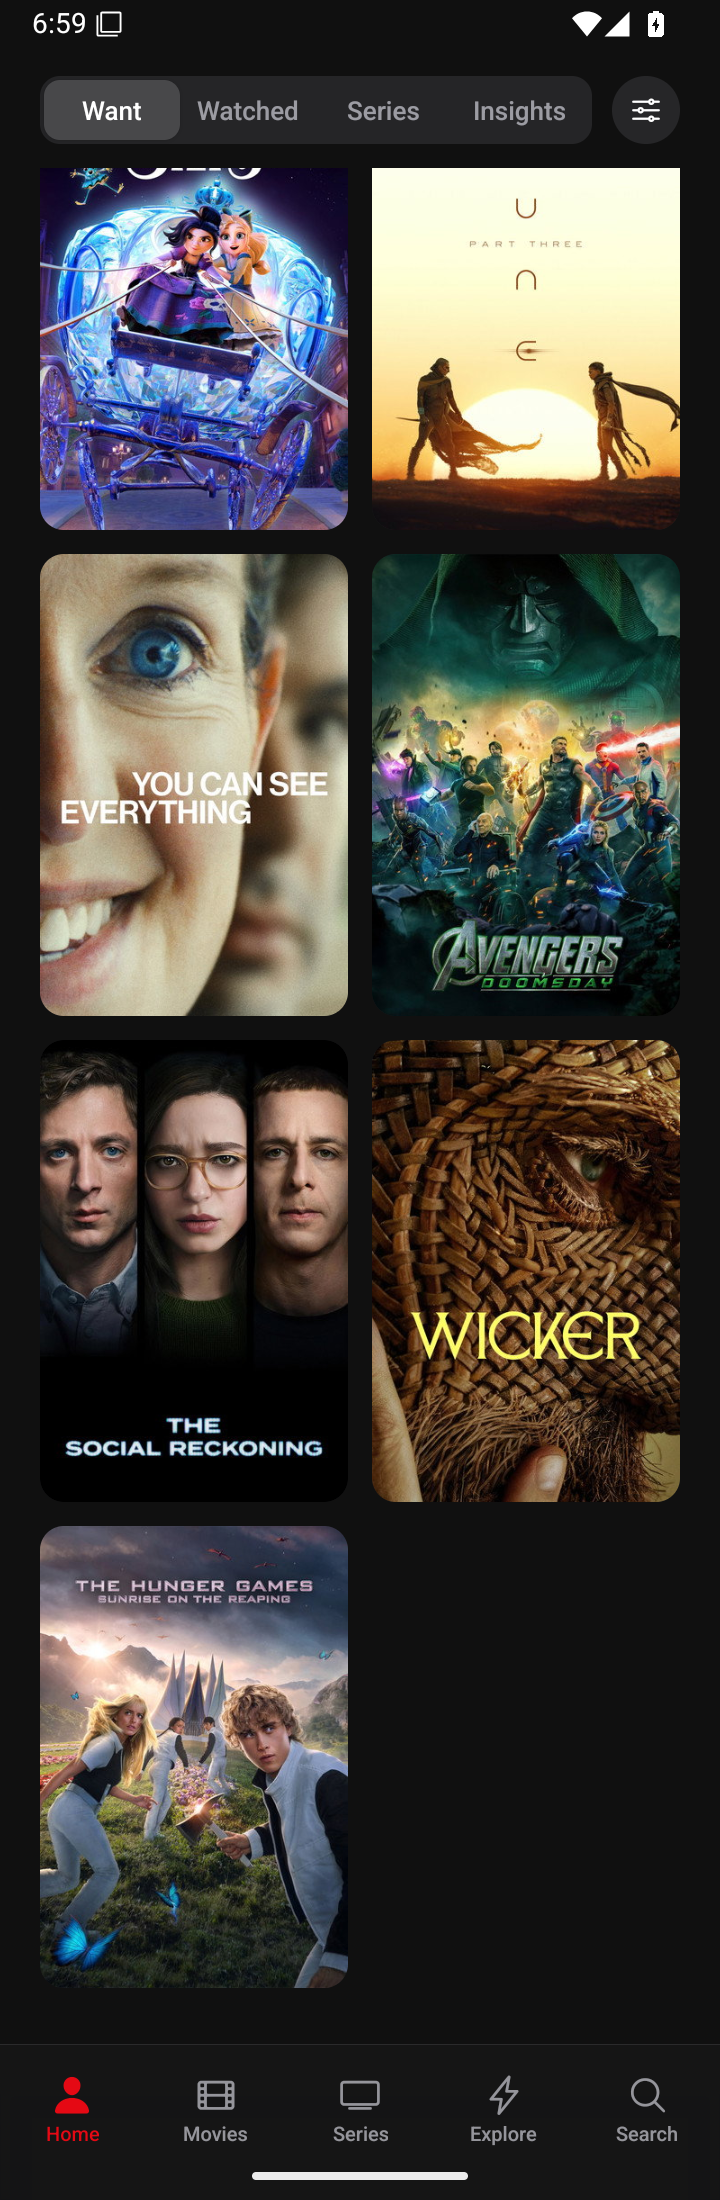 6:59
Want
Watched
Series
Insights
PART THREE
YOU CAN SEE
EVERYTHING
AVENGERS
DOOMSDAY
THE
SOCIAL RECKONING
WICKER
THE HUNGER GAMES
SUNRISE ON THE REAPING
Home
Movies
Series
Explore
Search